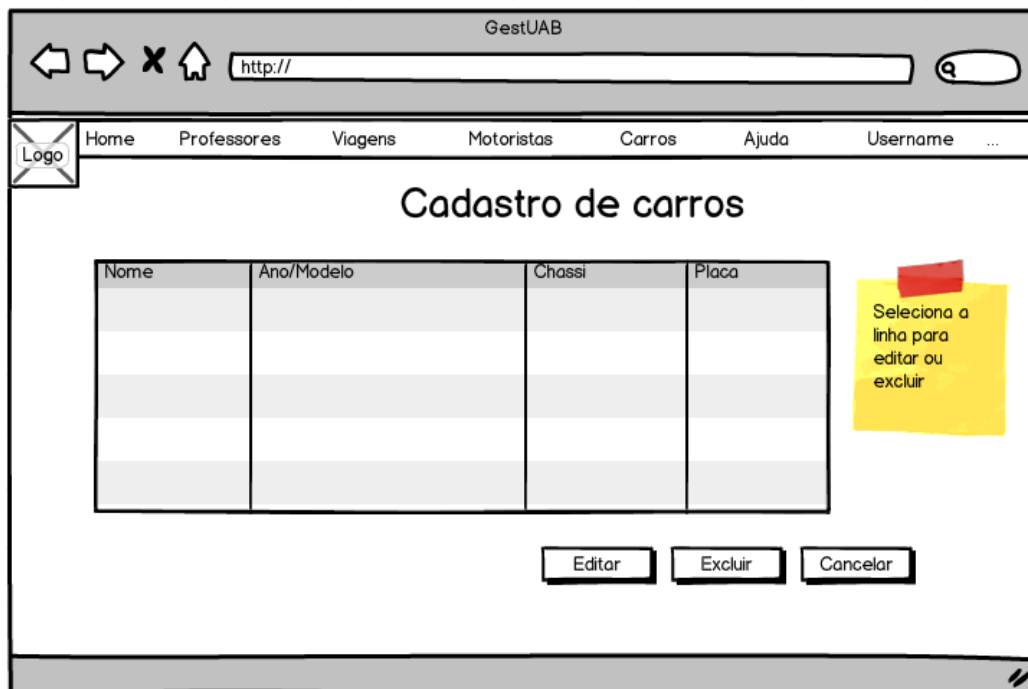 GestUAB
http://
Logo
Home Professores Viagens Motoristas Carros Ajuda Username ...
Cadastro de carros
Nome Ano/Modelo Chassi Placa
Seleciona a
linha para
editar ou
excluir
Editar Excluir Cancelar